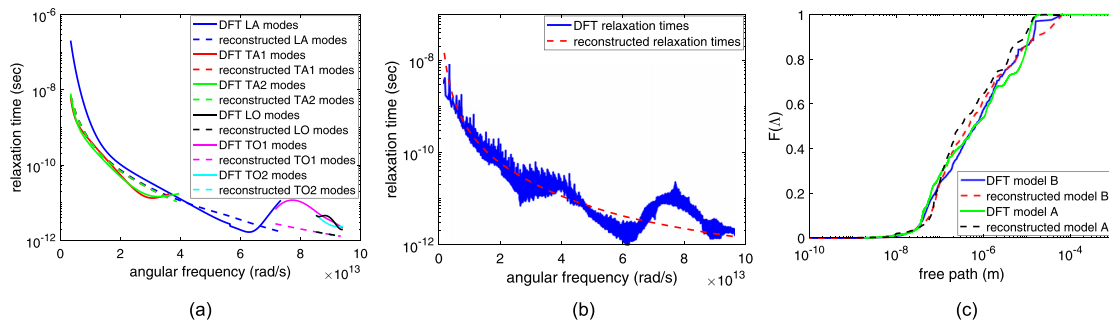 10^-6
10^-8
10^-10
10^-12
relaxation time (sec)
DFT LA modes
reconstructed LA modes
DFT TA1 modes
reconstructed TA1 modes
DFT TA2 modes
reconstructed TA2 modes
DFT LO modes
reconstructed LO modes
DFT TO1 modes
reconstructed TO1 modes
DFT TO2 modes
reconstructed TO2 modes
0 2 4 6 8 10
×10^13
angular frequency (rad/s)
(a)
10^-8
10^-10
10^-12
relaxation time (sec)
DFT relaxation times
reconstructed relaxation times
0 2 4 6 8 10
×10^13
angular frequency (rad/s)
(b)
1
0.8
0.6
0.4
0.2
0
F(Λ)
DFT model B
reconstructed model B
DFT model A
reconstructed model A
10^-10 10^-8 10^-6 10^-4
free path (m)
(c)